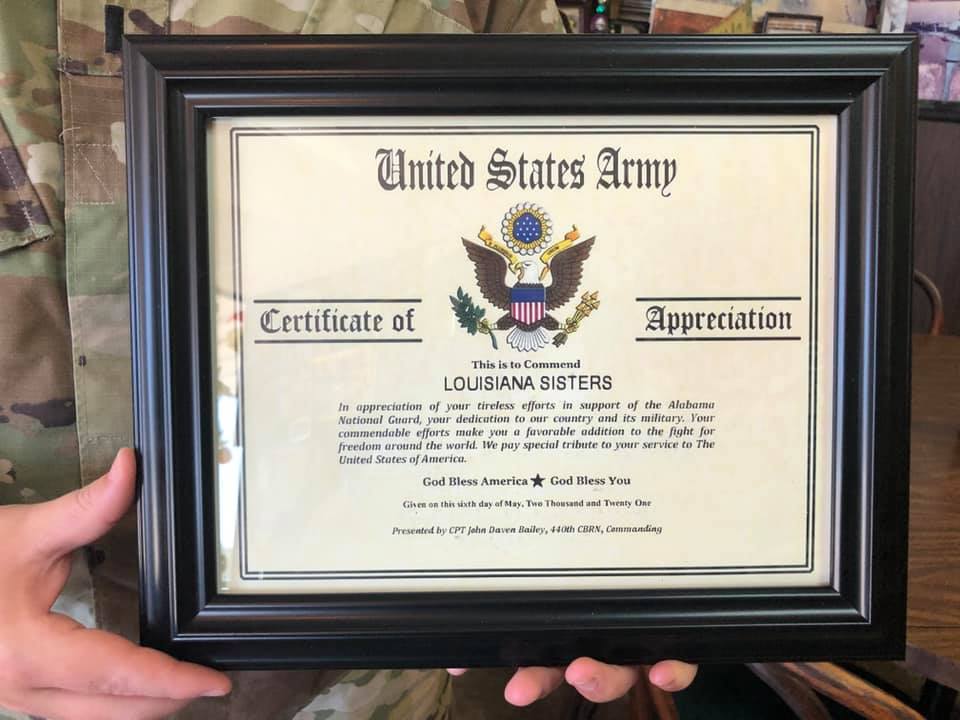 United States Army
Certificate of
Appreciation
This is to Commend
LOUISIANA SISTERS
In appreciation of your tireless efforts in support of the Alabama
National Guard, your dedication to our country and its military. Your
commendable efforts make you a favorable addition to the fight for
freedom around the world. We pay special tribute to your service to The
United States of America.
God Bless America ★ God Bless You
Given on this sixth day of May, Two Thousand and Twenty One
Presented by CPT John Daven Bailey, 440th CBRN, Commanding